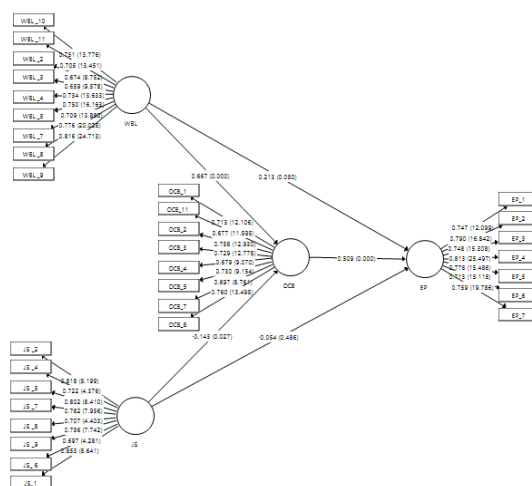 WBL_10
WBL_11
WBL_2
WBL_3
WBL_4
WBL_5
WBL_7
WBL_8
WBL_9
0.751 (13.776)
0.705 (13.451)
0.674 (8.752)
0.659 (9.578)
0.734 (13.633)
0.750 (16.163)
0.709 (13.880)
0.776 (20.028)
0.816 (24.713)
WBL
0.667 (0.000)
0.213 (0.080)
OCB_1
OCB_11
OCB_2
OCB_3
OCB_4
OCB_5
OCB_7
OCB_8
0.713 (12.106)
0.677 (11.595)
0.758 (12.930)
0.729 (12.778)
0.679 (9.070)
0.730 (9.154)
0.697 (8.761)
0.760 (13.498)
OCB
0.509 (0.000)
EP
EP_1
EP_2
EP_3
EP_4
EP_5
EP_6
EP_7
0.747 (12.099)
0.790 (16.842)
0.748 (15.308)
0.813 (25.497)
0.778 (15.486)
0.713 (15.116)
0.759 (19.786)
-0.143 (0.027)
-0.054 (0.486)
JS_2
JS_4
JS_5
JS_7
JS_8
JS_9
JS_6
JS_1
0.818 (8.199)
0.722 (4.376)
0.802 (8.410)
0.782 (7.986)
0.707 (4.403)
0.756 (7.742)
0.697 (4.281)
0.853 (8.641)
JS